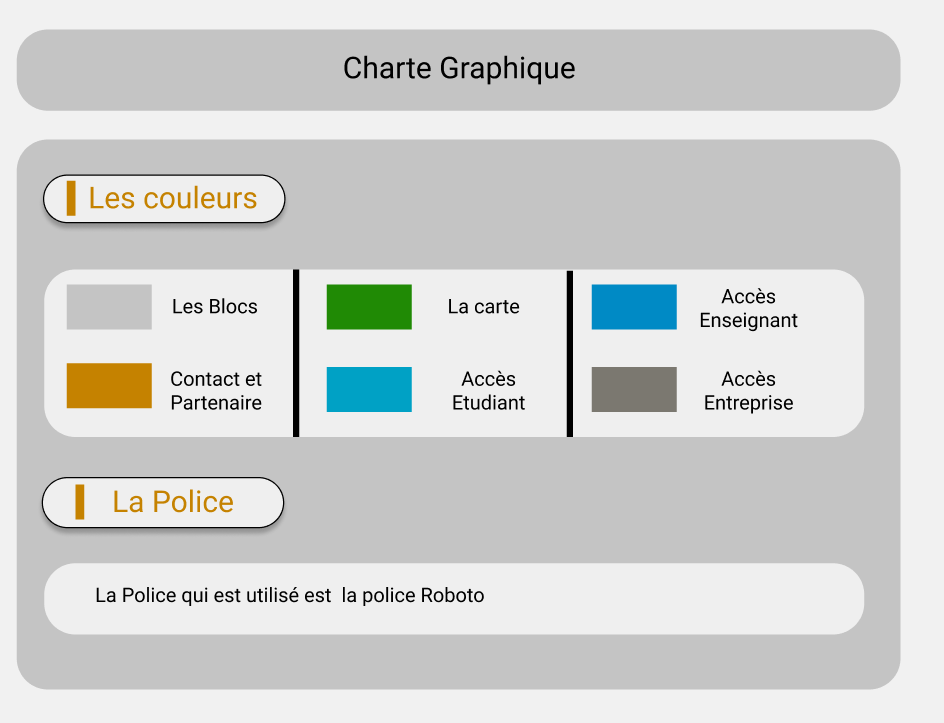 Charte Graphique
Les couleurs
Les Blocs
La carte
Accès
Enseignant
Contact et
Partenaire
Accès
Etudiant
Accès
Entreprise
La Police
La Police qui est utilisé est  la police Roboto